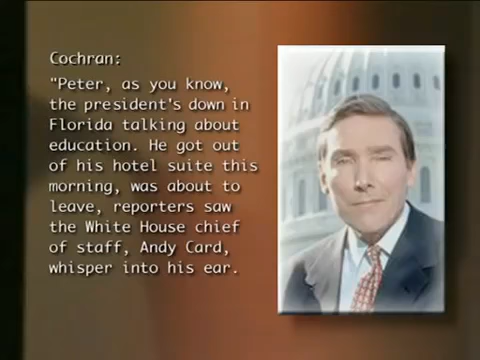 Cochran:
"Peter, as you know,
the president's down in
Florida talking about
education. He got out
of his hotel suite this
morning, was about to
leave, reporters saw
the White House chief
of staff, Andy Card,
whisper into his ear.